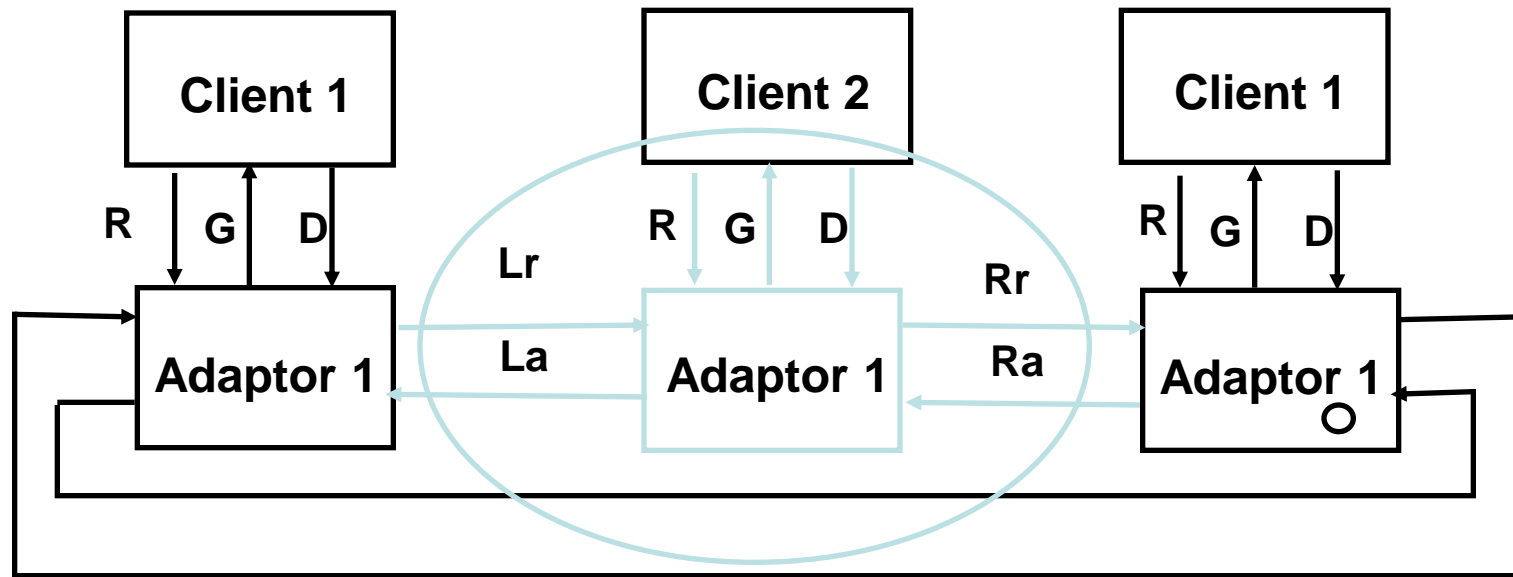 Client 1
Client 2
Client 1
R G D
R G D
R G D
Lr
Rr
La
Ra
Adaptor 1
Adaptor 1
Adaptor 1